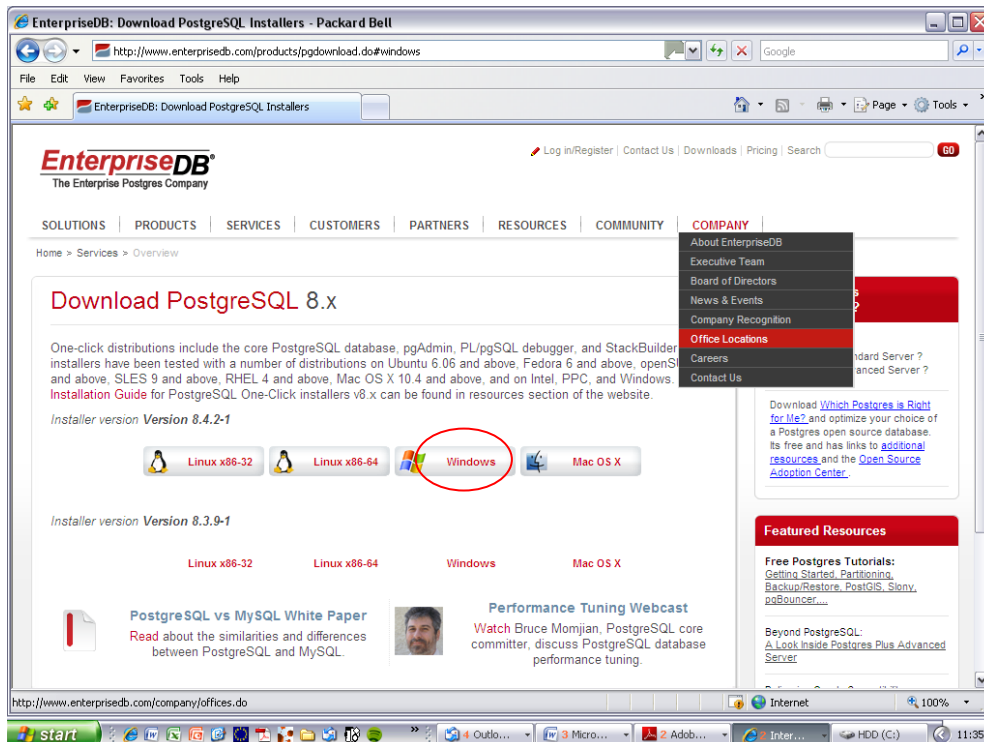 EnterpriseDB: Download PostgreSQL Installers - Packard Bell
http://www.enterprisedb.com/products/pgdownload.do#windows
Google
File Edit View Favorites Tools Help
EnterpriseDB: Download PostgreSQL Installers
Page Tools
EnterpriseDB®
The Enterprise Postgres Company
Log in/Register | Contact Us | Downloads | Pricing | Search GO
SOLUTIONS PRODUCTS SERVICES CUSTOMERS PARTNERS RESOURCES COMMUNITY COMPANY
Home > Services > Overview
About EnterpriseDB
Executive Team
Board of Directors
News & Events
Company Recognition
Office Locations
Careers
Contact Us
Download PostgreSQL 8.x
One-click distributions include the core PostgreSQL database, pgAdmin, PL/pgSQL debugger, and StackBuilder
installers have been tested with a number of distributions on Ubuntu 6.06 and above, Fedora 6 and above,
and above, SLES 9 and above, RHEL 4 and above, Mac OS X 10.4 and above, and on Intel, PPC, and Windows.
Installation Guide for PostgreSQL One-Click installers v8.x can be found in resources section of the website.
Installer version Version 8.4.2-1
Linux x86-32 Linux x86-64 Windows Mac OS X
Installer version Version 8.3.9-1
Linux x86-32 Linux x86-64 Windows Mac OS X
PostgreSQL vs MySQL White Paper
Read about the similarities and differences
between PostgreSQL and MySQL.
Performance Tuning Webcast
Watch Bruce Momjian, PostgreSQL core
committer, discuss PostgreSQL database
performance tuning.
?
Server ?
Server ?
Download Which Postgres is Right
for Me? and optimize your choice of
a Postgres open source database.
Its free and has links to additional
resources and the Open Source
Adoption Center .
Featured Resources
Free Postgres Tutorials:
Getting Started, Partitioning,
Backup/Restore, PostGIS, Slony,
pgBouncer,...
Beyond PostgreSQL:
A Look Inside Postgres Plus Advanced
Server
http://www.enterprisedb.com/company/offices.do
Internet
100%
start
4 Outlo...
3 Micro...
2 Adob...
2 Inter...
HDD (C:)
11:35